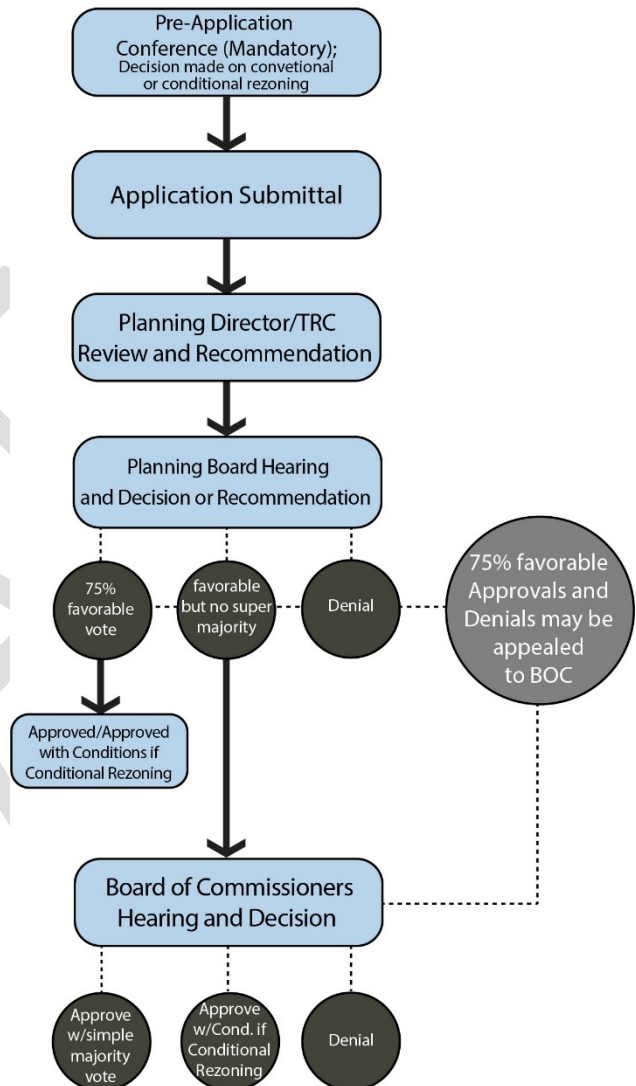 Pre-Application
Conference (Mandatory);
Decision made on convetional
or conditional rezoning
Application Submittal
Planning Director/TRC
Review and Recommendation
Planning Board Hearing
and Decision or Recommendation
75%
favorable
vote
favorable
but no super
majority
Denial
75% favorable
Approvals and
Denials may be
appealed
to BOC
Approved/Approved
with Conditions if
Conditional Rezoning
Board of Commissioners
Hearing and Decision
Approve
w/simple
majority
vote
Approve
w/Cond. if
Conditional
Rezoning
Denial